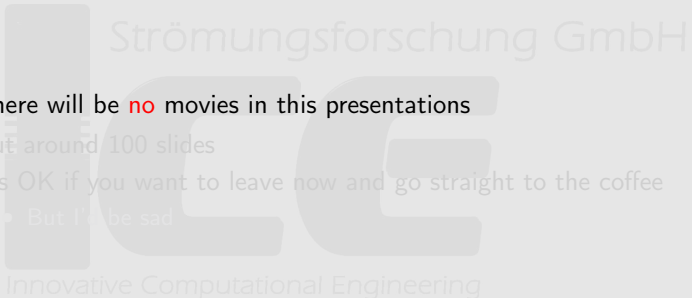 Strömungsforschung GmbH
here will be no movies in this presentations
ut around 100 slides
s OK if you want to leave now and go straight to the coffee
But I'd be sad
ICE
Innovative Computational Engineering